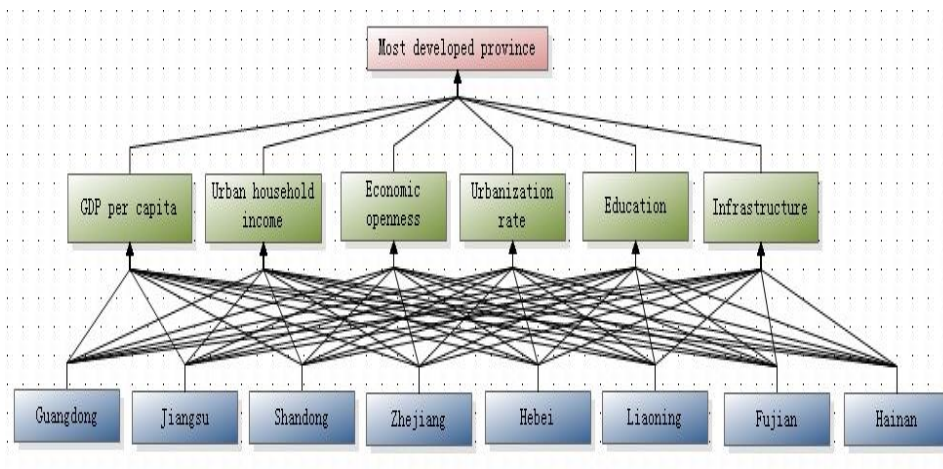 Most developed province
GDP per capita
Urban household
income
Economic
openness
Urbanization
rate
Education
Infrastructure
Guangdong
Jiangsu
Shandong
Zhejiang
Hebei
Liaoning
Fujian
Hainan